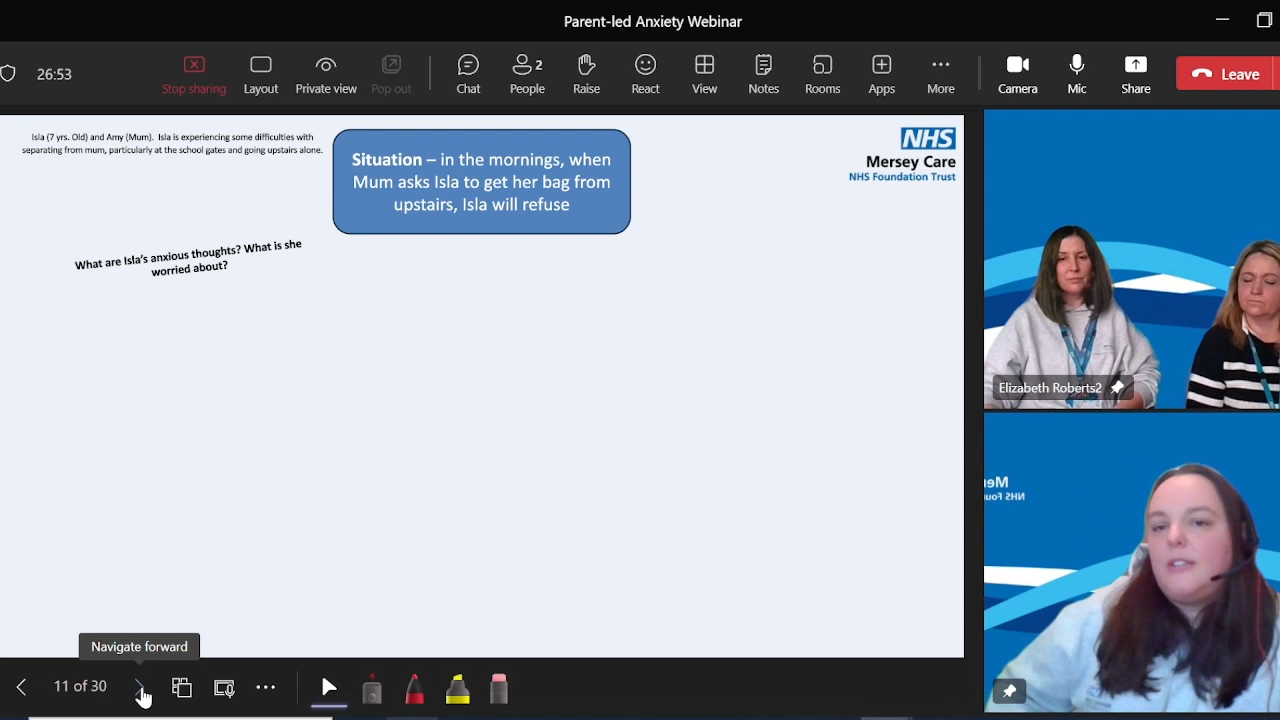 Parent-led Anxiety Webinar
26:53
Stop sharing
Layout
Private view
Pop out
Chat
2
People
Raise
React
View
Notes
Rooms
Apps
More
Camera
Mic
Share
Leave
Isla (7 yrs. Old) and Amy (Mum). Isla is experiencing some difficulties with
separating from mum, particularly at the school gates and going upstairs alone.
Situation – in the mornings, when
Mum asks Isla to get her bag from
upstairs, Isla will refuse
NHS
Mersey Care
NHS Foundation Trust
What are Isla's anxious thoughts? What is she
worried about?
Elizabeth Roberts2
Navigate forward
11 of 30